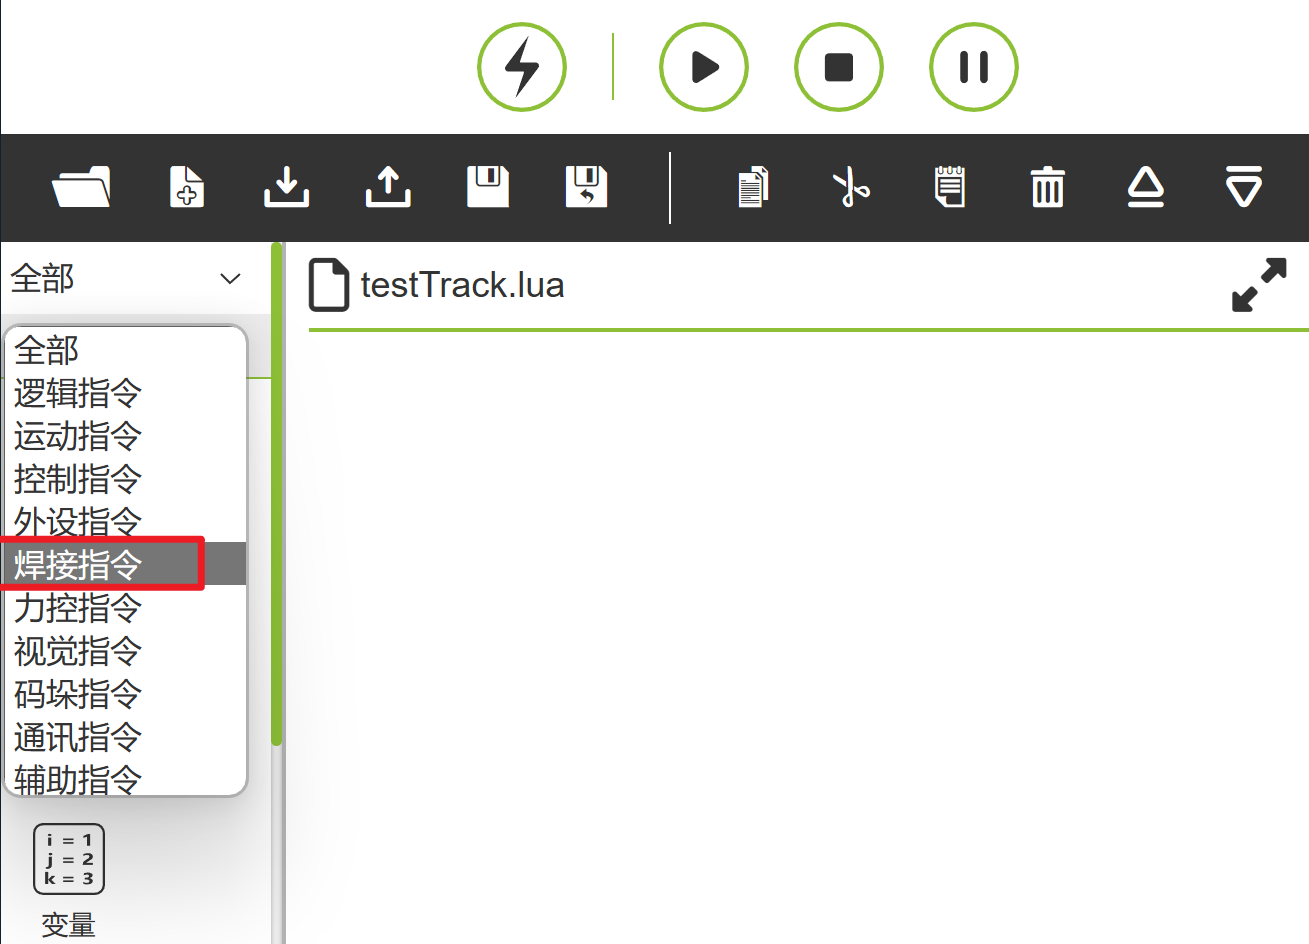 全部
testTrack.lua
全部
逻辑指令
运动指令
控制指令
外设指令
焊接指令
力控指令
视觉指令
码垛指令
通讯指令
辅助指令
i = 1
j = 2
k = 3
变量